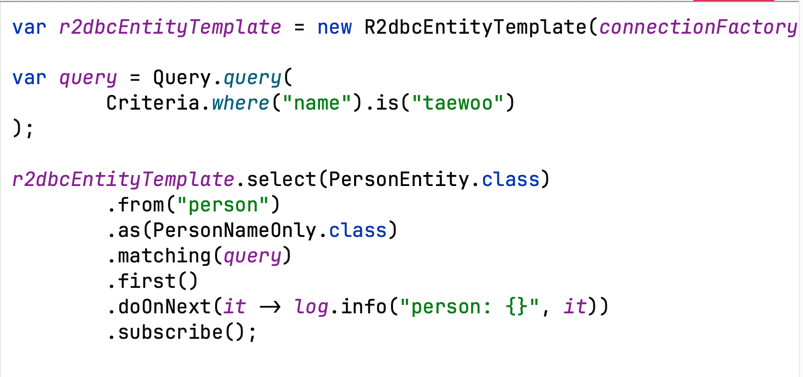 var r2dbcEntityTemplate = new R2dbcEntityTemplate(connectionFactory
var query = Query.query(
        Criteria.where("name").is("taewoo")
);
r2dbcEntityTemplate.select(PersonEntity.class)
        .from("person")
        .as(PersonNameOnly.class)
        .matching(query)
        .first()
        .doOnNext(it → log.info("person: {}", it))
        .subscribe();